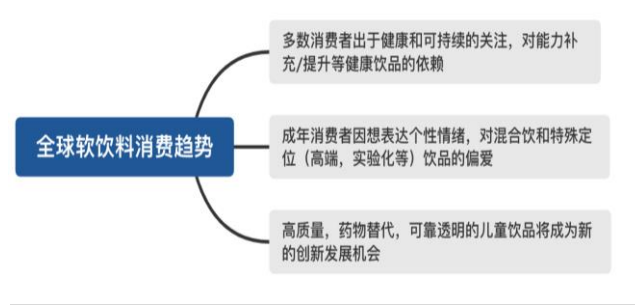 全球软饮料消费趋势
多数消费者出于健康和可持续的关注，对能力补
充/提升等健康饮品的依赖
成年消费者因想表达个性情绪，对混合饮和特殊定
位（高端，实验化等）饮品的偏爱
高质量，药物替代，可靠透明的儿童饮品将成为新
的创新发展机会